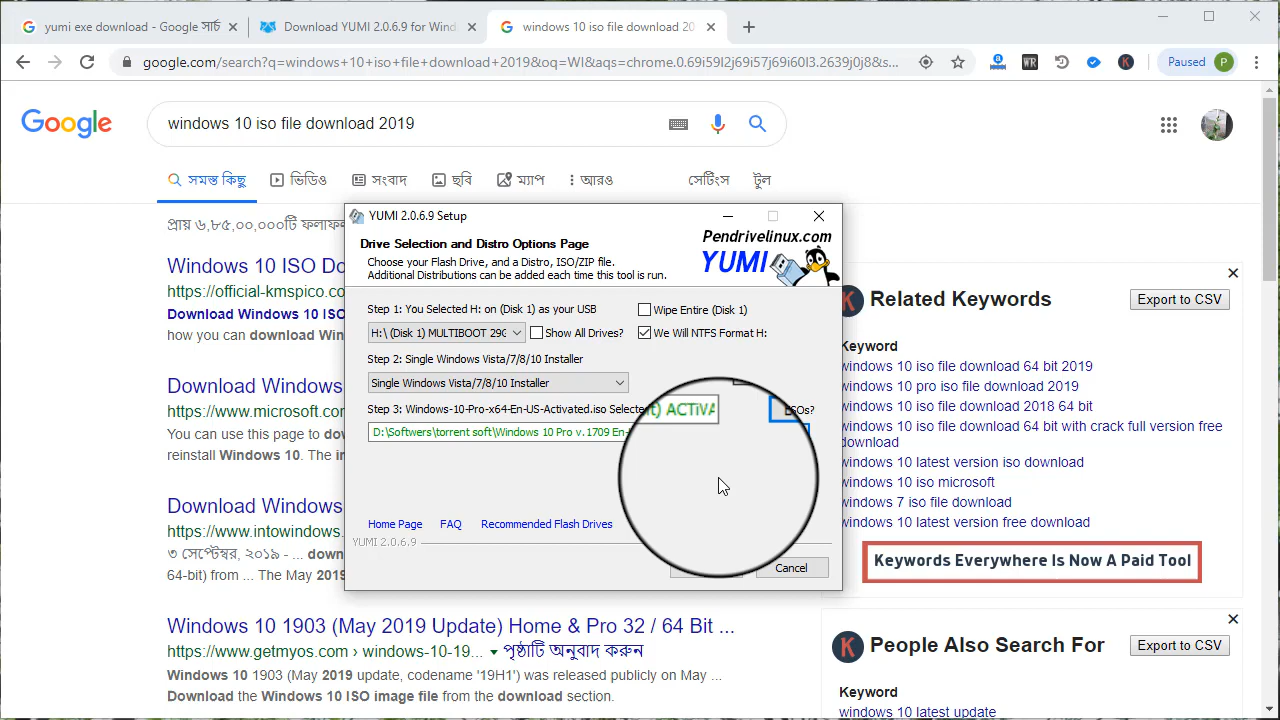 yumi exe download - Google সার্চ
Download YUMI 2.0.6.9 for Wind
windows 10 iso file download 20
google.com/search?q=windows+10+iso+file+download+2019&oq=WI&aqs=chrome.0.69i59l2j69i57j69i60l3.2639j0j8&s...
Paused P
Google
windows 10 iso file download 2019
সমস্ত কিছু
ভিডিও
সংবাদ
ছবি
ম্যাপ
আরও
সেটিংস
টুল
প্রায় ৬,৮৫,০০,০০০টি
Windows 10 ISO Do
https://official-kmspico.co
Download Windows 10 ISO
how you can download
Download Windows
https://www.microsoft.com
You can use this page to
reinstall Windows 10. The
Download Windows
https://www.intowindows.
৩ সেপ্টেম্বর, ২০১৯ - ... down
64-bit) from ... The May 2019
Windows 10 1903 (May 2019 Update) Home & Pro 32 / 64 Bit ...
https://www.getmyos.com › windows-10-19... ▾ পৃষ্ঠাটি অনুবাদ করুন
Windows 10 1903 (May 2019 update, codename '19H1') was released publicly on May ...
Download the Windows 10 ISO image file from the download section.
YUMI 2.0.6.9 Setup
Drive Selection and Distro Options Page
Choose your Flash Drive, and a Distro, ISO/ZIP file.
Additional Distributions can be added each time this tool is run.
Pendrivelinux.com
YUMI
Step 1: You Selected H: on (Disk 1) as your USB
Wipe Entire (Disk 1)
H:\ (Disk 1) MULTIBOOT 29G
Show All Drives?
We Will NTFS Format H:
Step 2: Single Windows Vista/7/8/10 Installer
Single Windows Vista/7/8/10 Installer
Step 3: Windows-10-Pro-x64-En-US-Activated.iso Selecte
) ACTiVA
ISOs?
D:\Softwers\torrent soft\Windows 10 Pro v.1709 En-
Home Page
FAQ
Recommended Flash Drives
YUMI 2.0.6.9
Cancel
Related Keywords
Export to CSV
Keyword
windows 10 iso file download 64 bit 2019
windows 10 pro iso file download 2019
windows 10 iso file download 2018 64 bit
windows 10 iso file download 64 bit with crack full version free
download
windows 10 latest version iso download
windows 10 iso microsoft
windows 7 iso file download
windows 10 latest version free download
Keywords Everywhere Is Now A Paid Tool
People Also Search For
Export to CSV
Keyword
windows 10 latest update